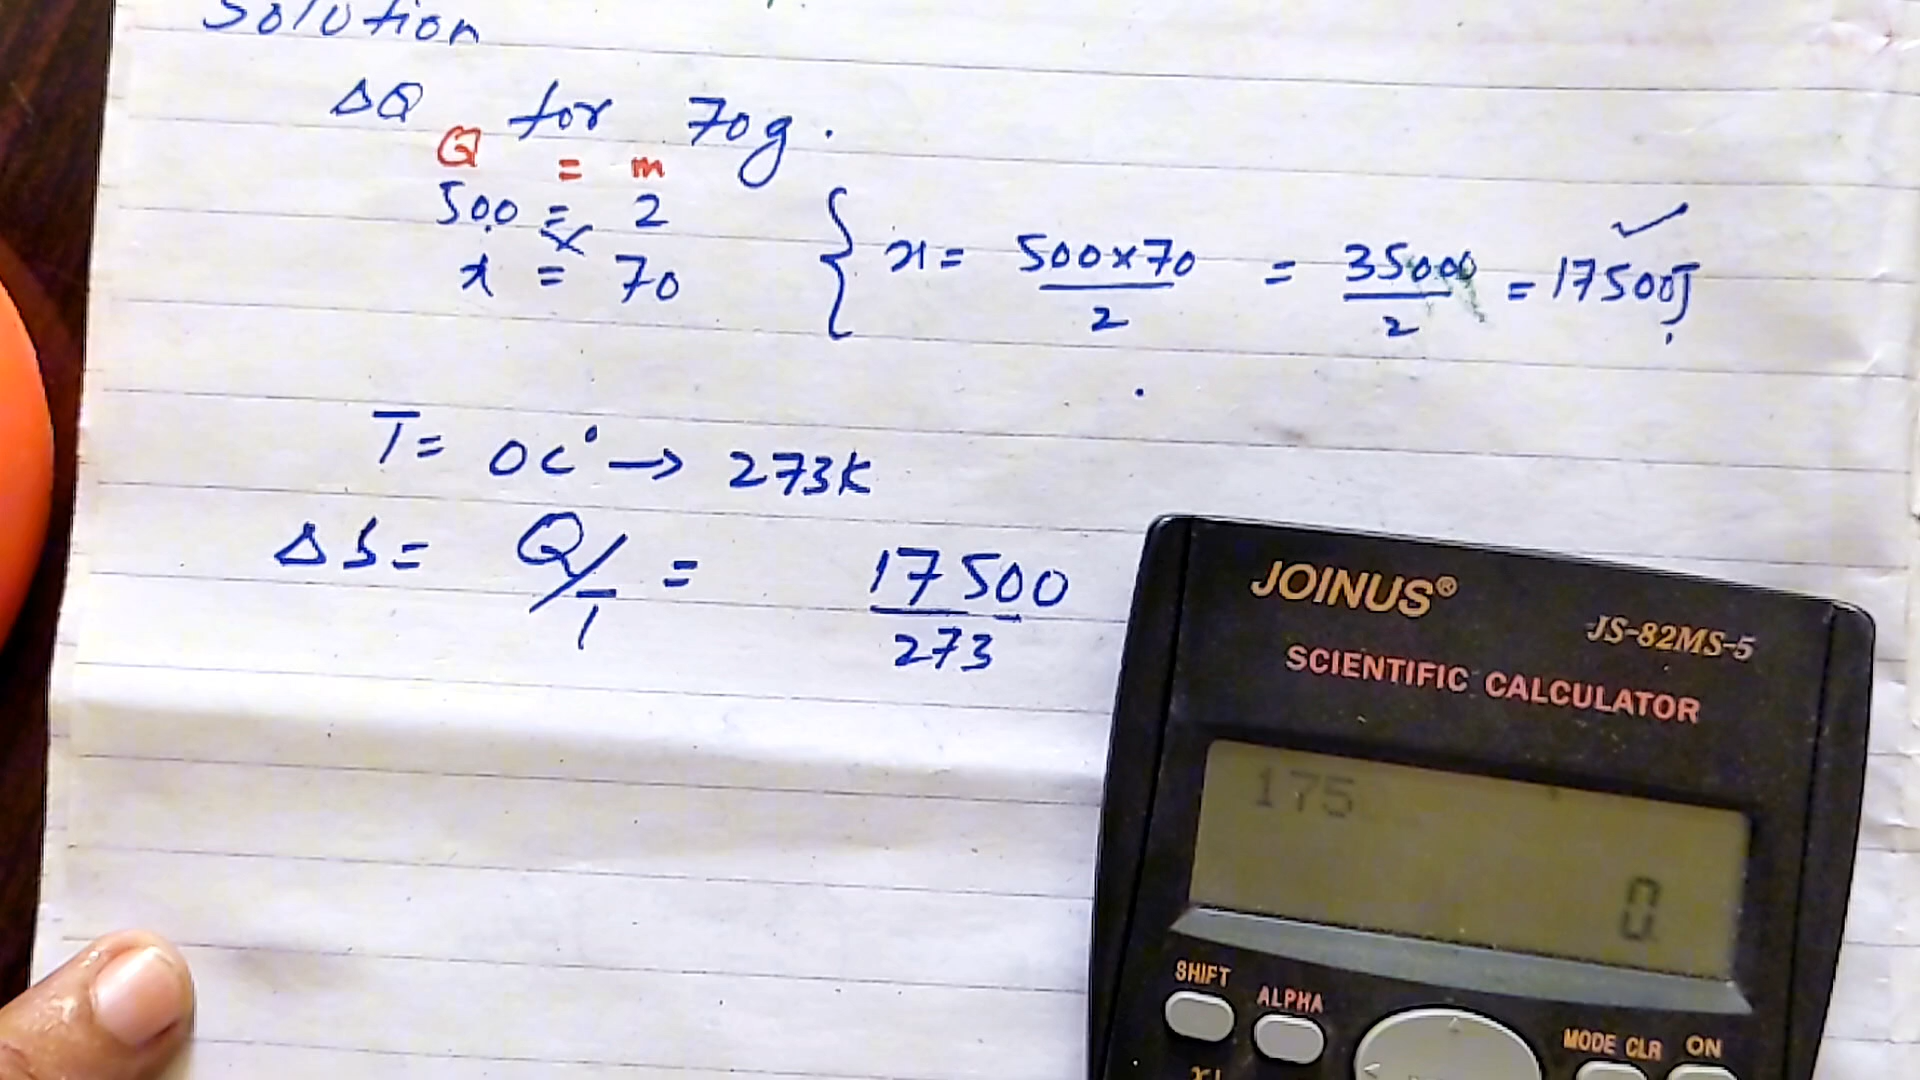 Solution
ΔQ for 70g.
Q = m
500 = 2
x = 70
{ x = 500×70/2 = 35000/2 = 17500J ✓
T = 0C° → 273K
ΔS = Q/T = 17500/273
JOINUS®
JS-82MS-5
SCIENTIFIC CALCULATOR
175
0
SHIFT
ALPHA
MODE CLR ON
x!